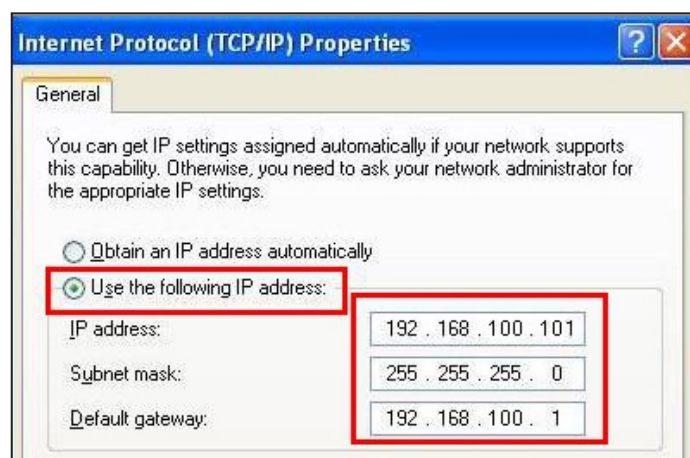 Internet Protocol (TCP/IP) Properties
General
You can get IP settings assigned automatically if your network supports
this capability. Otherwise, you need to ask your network administrator for
the appropriate IP settings.
Obtain an IP address automatically
Use the following IP address:
IP address: 192 . 168 . 100 . 101
Subnet mask: 255 . 255 . 255 . 0
Default gateway: 192 . 168 . 100 . 1